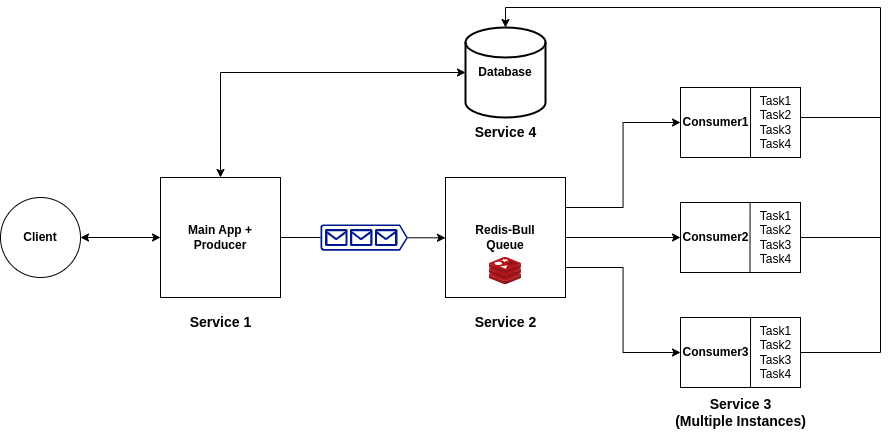 Database
Service 4
Client
Main App +
Producer
Service 1
Redis-Bull
Queue
Service 2
Consumer1
Task1
Task2
Task3
Task4
Consumer2
Task1
Task2
Task3
Task4
Consumer3
Task1
Task2
Task3
Task4
Service 3
(Multiple Instances)